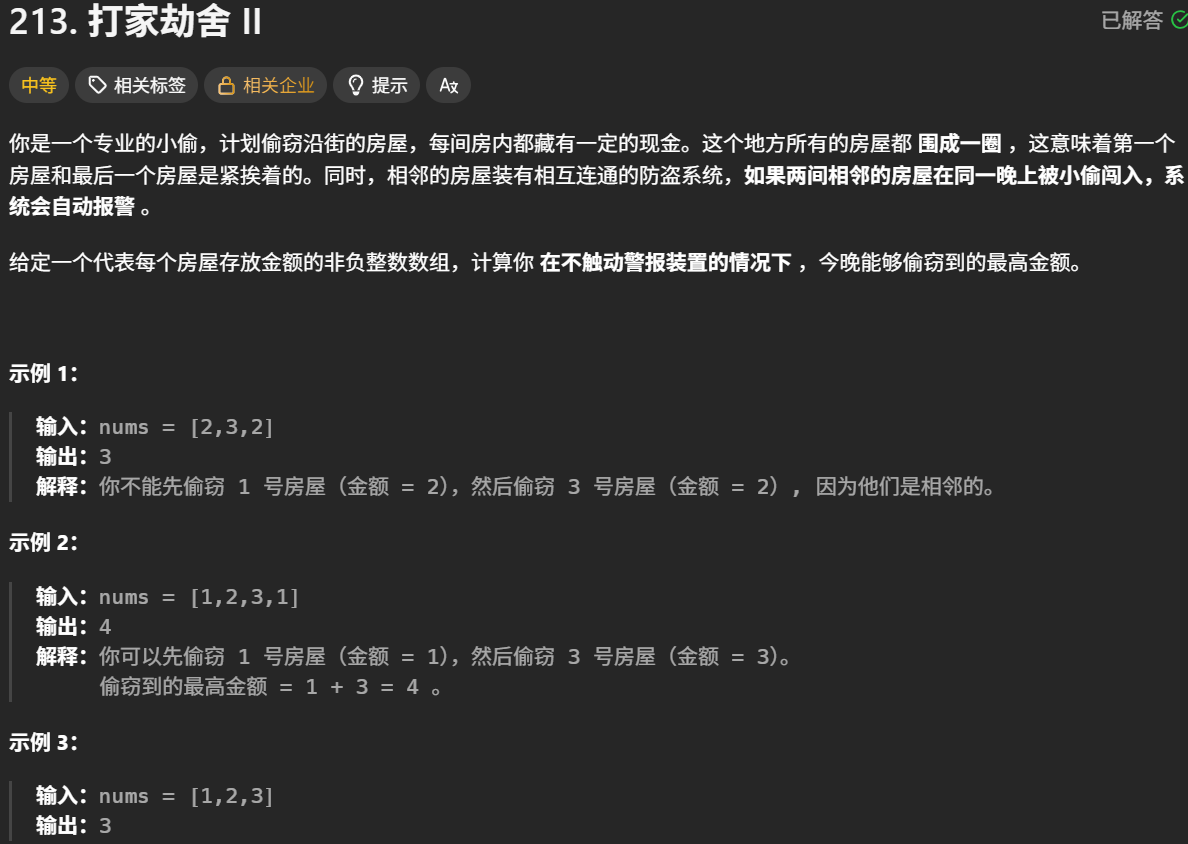 213. 打家劫舍 II
已解答
中等 相关标签 相关企业 提示 Az
你是一个专业的小偷，计划偷窃沿街的房屋，每间房内都藏有一定的现金。这个地方所有的房屋都 围成一圈 ，这意味着第一个
房屋和最后一个房屋是紧挨着的。同时，相邻的房屋装有相互连通的防盗系统，如果两间相邻的房屋在同一晚上被小偷闯入，系
统会自动报警 。
给定一个代表每个房屋存放金额的非负整数数组，计算你 在不触动警报装置的情况下 ，今晚能够偷窃到的最高金额。
示例 1：
输入：nums = [2,3,2]
输出：3
解释：你不能先偷窃 1 号房屋（金额 = 2），然后偷窃 3 号房屋（金额 = 2）, 因为他们是相邻的。
示例 2：
输入：nums = [1,2,3,1]
输出：4
解释：你可以先偷窃 1 号房屋（金额 = 1），然后偷窃 3 号房屋（金额 = 3）。
偷窃到的最高金额 = 1 + 3 = 4 。
示例 3：
输入：nums = [1,2,3]
输出：3